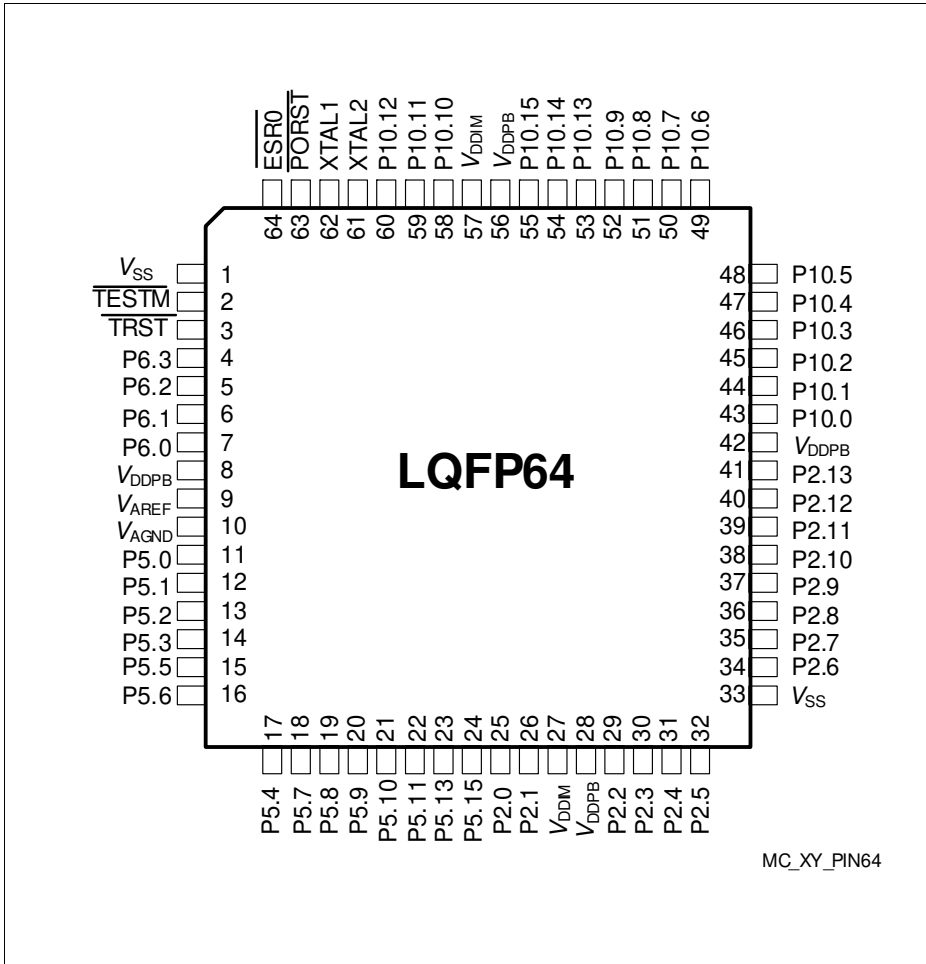 ESR0
PORST
XTAL1
XTAL2
P10.12
P10.11
P10.10
VDDIM
VDDPB
P10.15
P10.14
P10.13
P10.9
P10.8
P10.7
P10.6
64
63
62
61
60
59
58
57
56
55
54
53
52
51
50
49
VSS 1
TESTM 2
TRST 3
P6.3 4
P6.2 5
P6.1 6
P6.0 7
VDDPB 8
VAREF 9
VAGND 10
P5.0 11
P5.1 12
P5.2 13
P5.3 14
P5.5 15
P5.6 16
LQFP64
48 P10.5
47 P10.4
46 P10.3
45 P10.2
44 P10.1
43 P10.0
42 VDDPB
41 P2.13
40 P2.12
39 P2.11
38 P2.10
37 P2.9
36 P2.8
35 P2.7
34 P2.6
33 VSS
17
18
19
20
21
22
23
24
25
26
27
28
29
30
31
32
P5.4
P5.7
P5.8
P5.9
P5.10
P5.11
P5.13
P5.15
P2.0
P2.1
VDDIM
VDDPB
P2.2
P2.3
P2.4
P2.5
MC_XY_PIN64